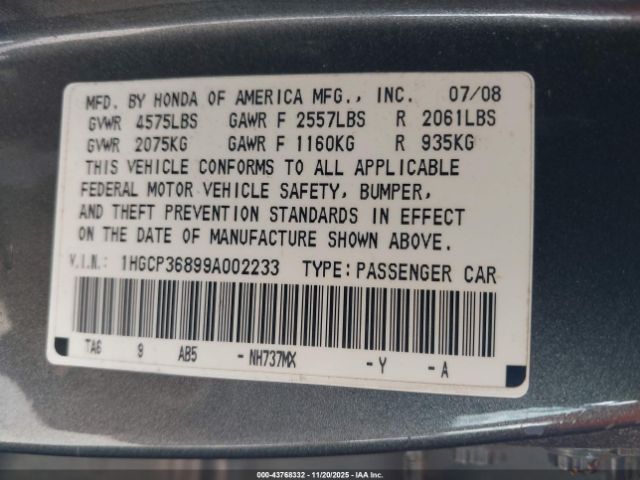 MFD. BY HONDA OF AMERICA MFG., INC. 07/08
GVWR 4575LBS GAWR F 2557LBS R 2061LBS
GVWR 2075KG GAWR F 1160KG R 935KG
THIS VEHICLE CONFORMS TO ALL APPLICABLE
FEDERAL MOTOR VEHICLE SAFETY, BUMPER,
AND THEFT PREVENTION STANDARDS IN EFFECT
ON THE DATE OF MANUFACTURE SHOWN ABOVE.
V.I.N.: 1HGCP36899A002233 TYPE: PASSENGER CAR
TA6 9 AB5 - NH737MX - Y - A
000-43768332 - 11/20/2025 - IAA Inc.